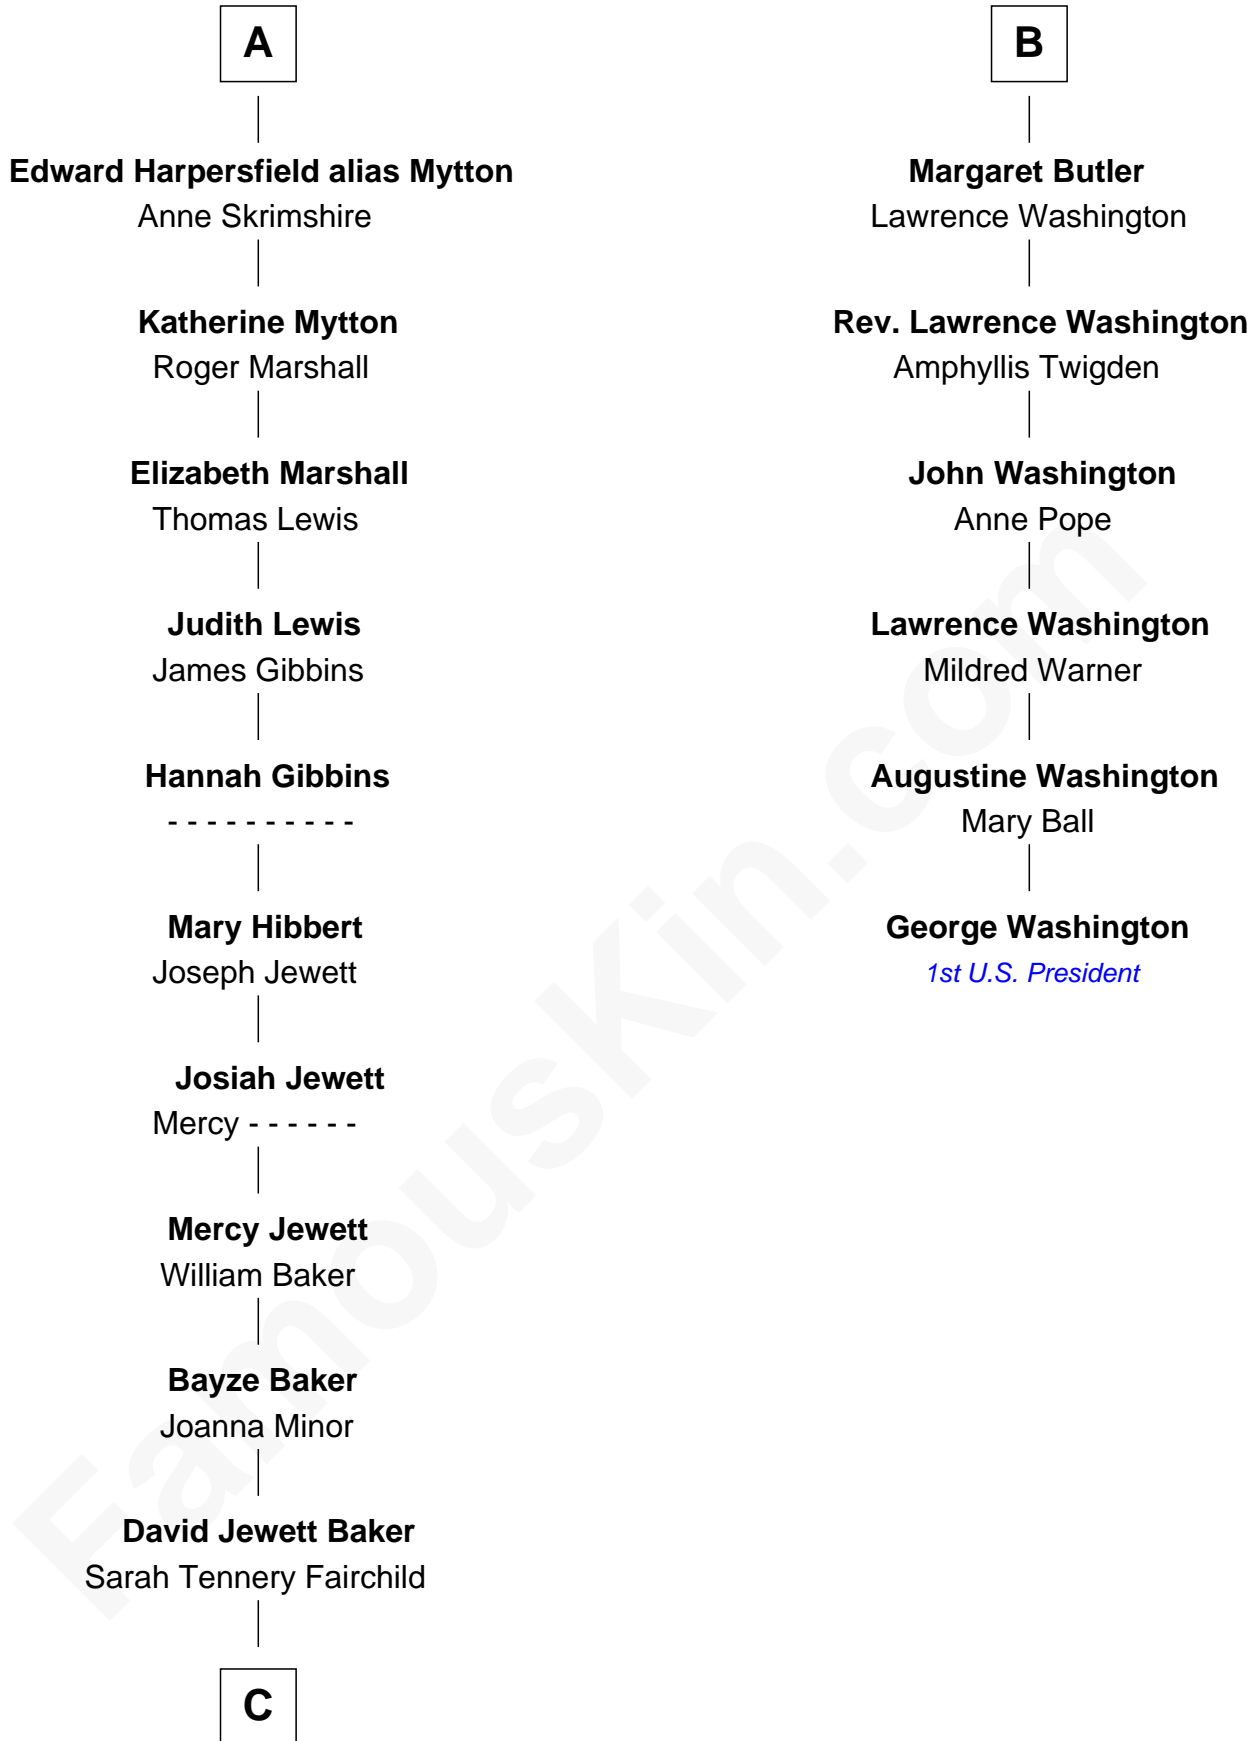 A
Edward Harpersfield alias Mytton
Anne Skrimshire
Katherine Mytton
Roger Marshall
Elizabeth Marshall
Thomas Lewis
Judith Lewis
James Gibbins
Hannah Gibbins
- - - - - - - - - -
Mary Hibbert
Joseph Jewett
Josiah Jewett
Mercy - - - - - -
Mercy Jewett
William Baker
Bayze Baker
Joanna Minor
David Jewett Baker
Sarah Tennery Fairchild
C
B
Margaret Butler
Lawrence Washington
Rev. Lawrence Washington
Amphyllis Twigden
John Washington
Anne Pope
Lawrence Washington
Mildred Warner
Augustine Washington
Mary Ball
George Washington
1st U.S. President
FamousKin.com